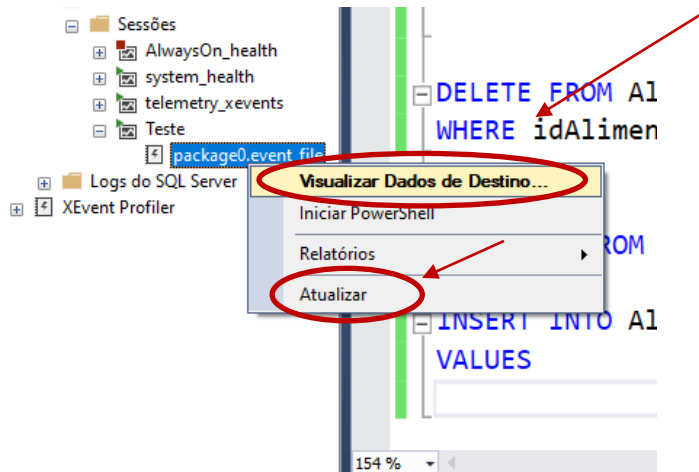 Sessões
AlwaysOn_health
system_health
telemetry_xevents
Teste
package0.event_file
Logs do SQL Server
XEvent Profiler
Visualizar Dados de Destino...
Iniciar PowerShell
Relatórios
Atualizar
DELETE FROM Al
WHERE idAlimen
ROM
INSERT INTO Al
VALUES
154 %